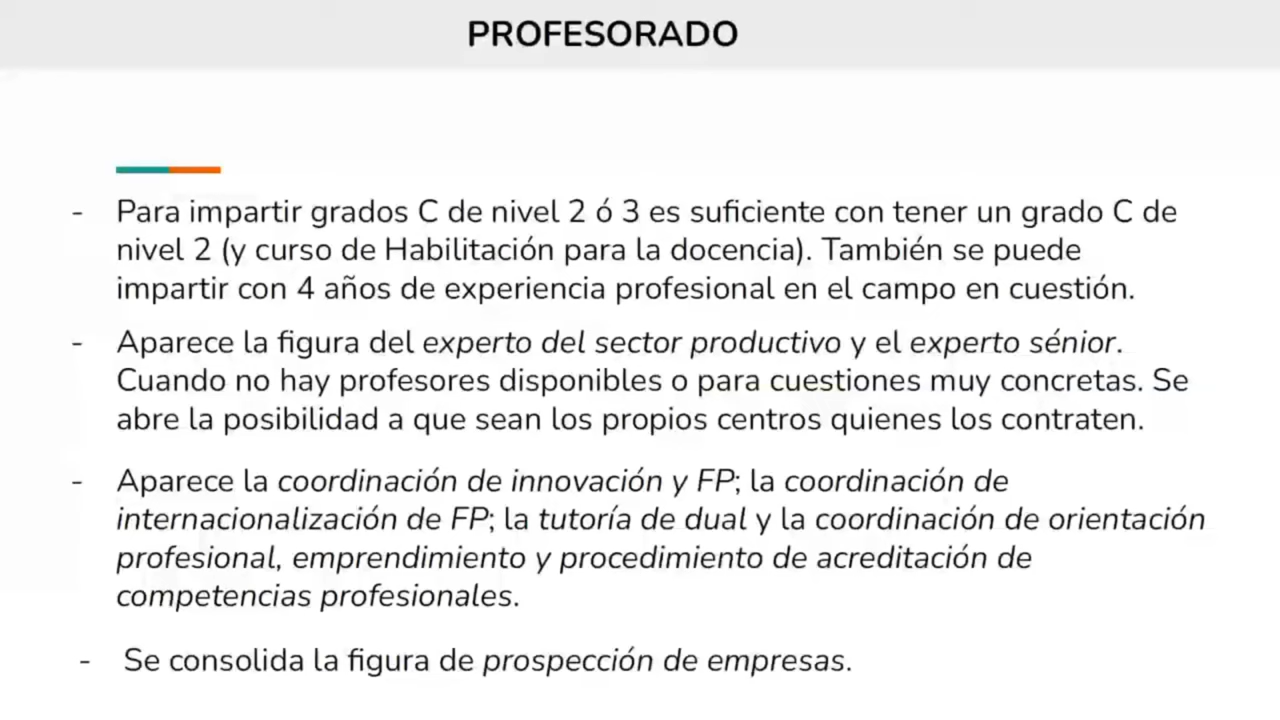 PROFESORADO
- Para impartir grados C de nivel 2 ó 3 es suficiente con tener un grado C de
nivel 2 (y curso de Habilitación para la docencia). También se puede
impartir con 4 años de experiencia profesional en el campo en cuestión.
- Aparece la figura del experto del sector productivo y el experto sénior.
Cuando no hay profesores disponibles o para cuestiones muy concretas. Se
abre la posibilidad a que sean los propios centros quienes los contraten.
- Aparece la coordinación de innovación y FP; la coordinación de
internacionalización de FP; la tutoría de dual y la coordinación de orientación
profesional, emprendimiento y procedimiento de acreditación de
competencias profesionales.
- Se consolida la figura de prospección de empresas.